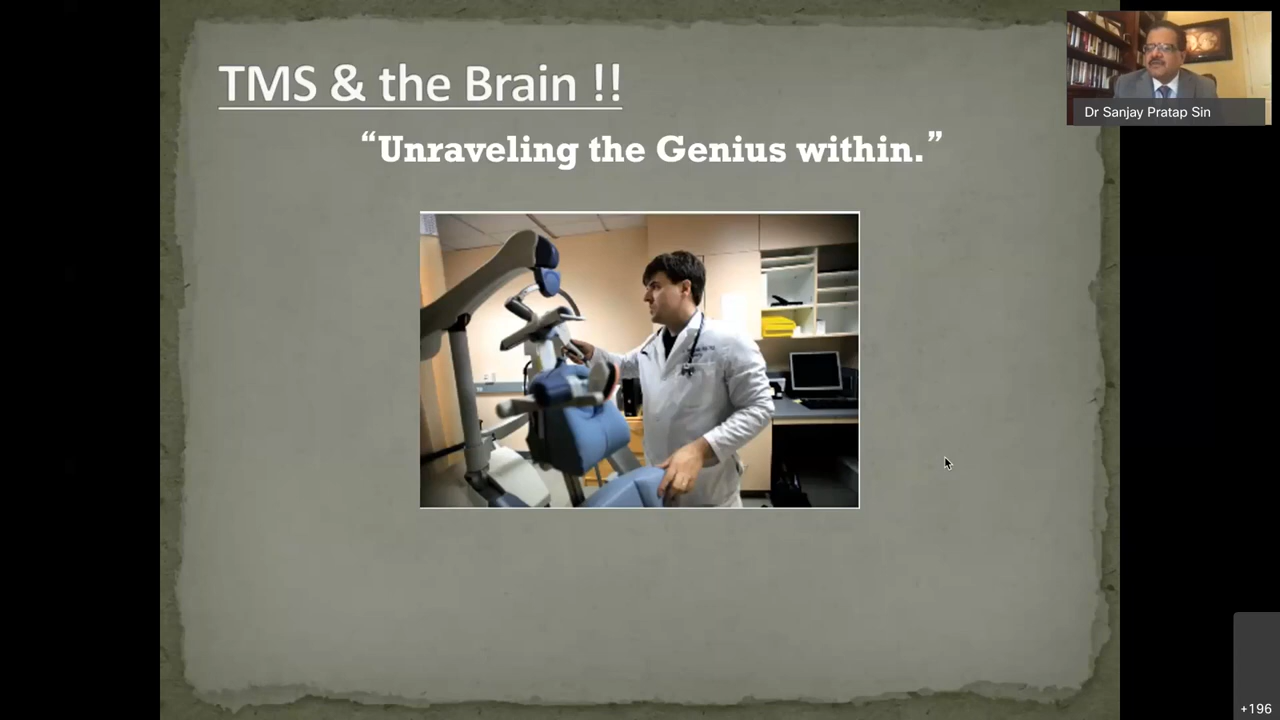 TMS & the Brain !!
“Unraveling the Genius within.”
Dr Sanjay Pratap Sin
+196